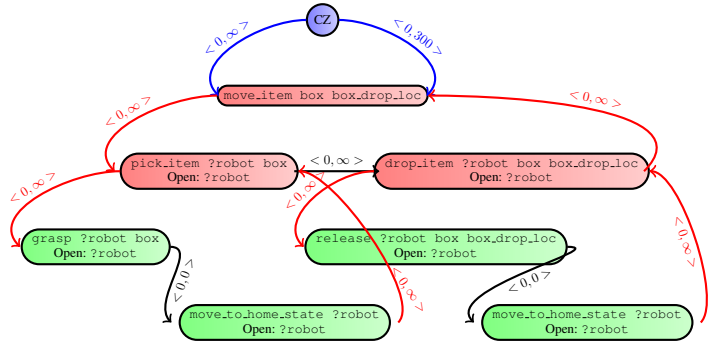 CZ
< 0, ∞ >
< 0, 300 >
move_item box box_drop_loc
< 0, ∞ >
< 0, ∞ >
pick_item ?robot box
Open: ?robot
< 0, ∞ >
drop_item ?robot box box_drop_loc
Open: ?robot
< 0, ∞ >
< 0, ∞ >
grasp ?robot box
Open: ?robot
release ?robot box box_drop_loc
Open: ?robot
< 0, ∞ >
< 0, 0 >
< 0, ∞ >
< 0, 0 >
move_to_home_state ?robot
Open: ?robot
move_to_home_state ?robot
Open: ?robot